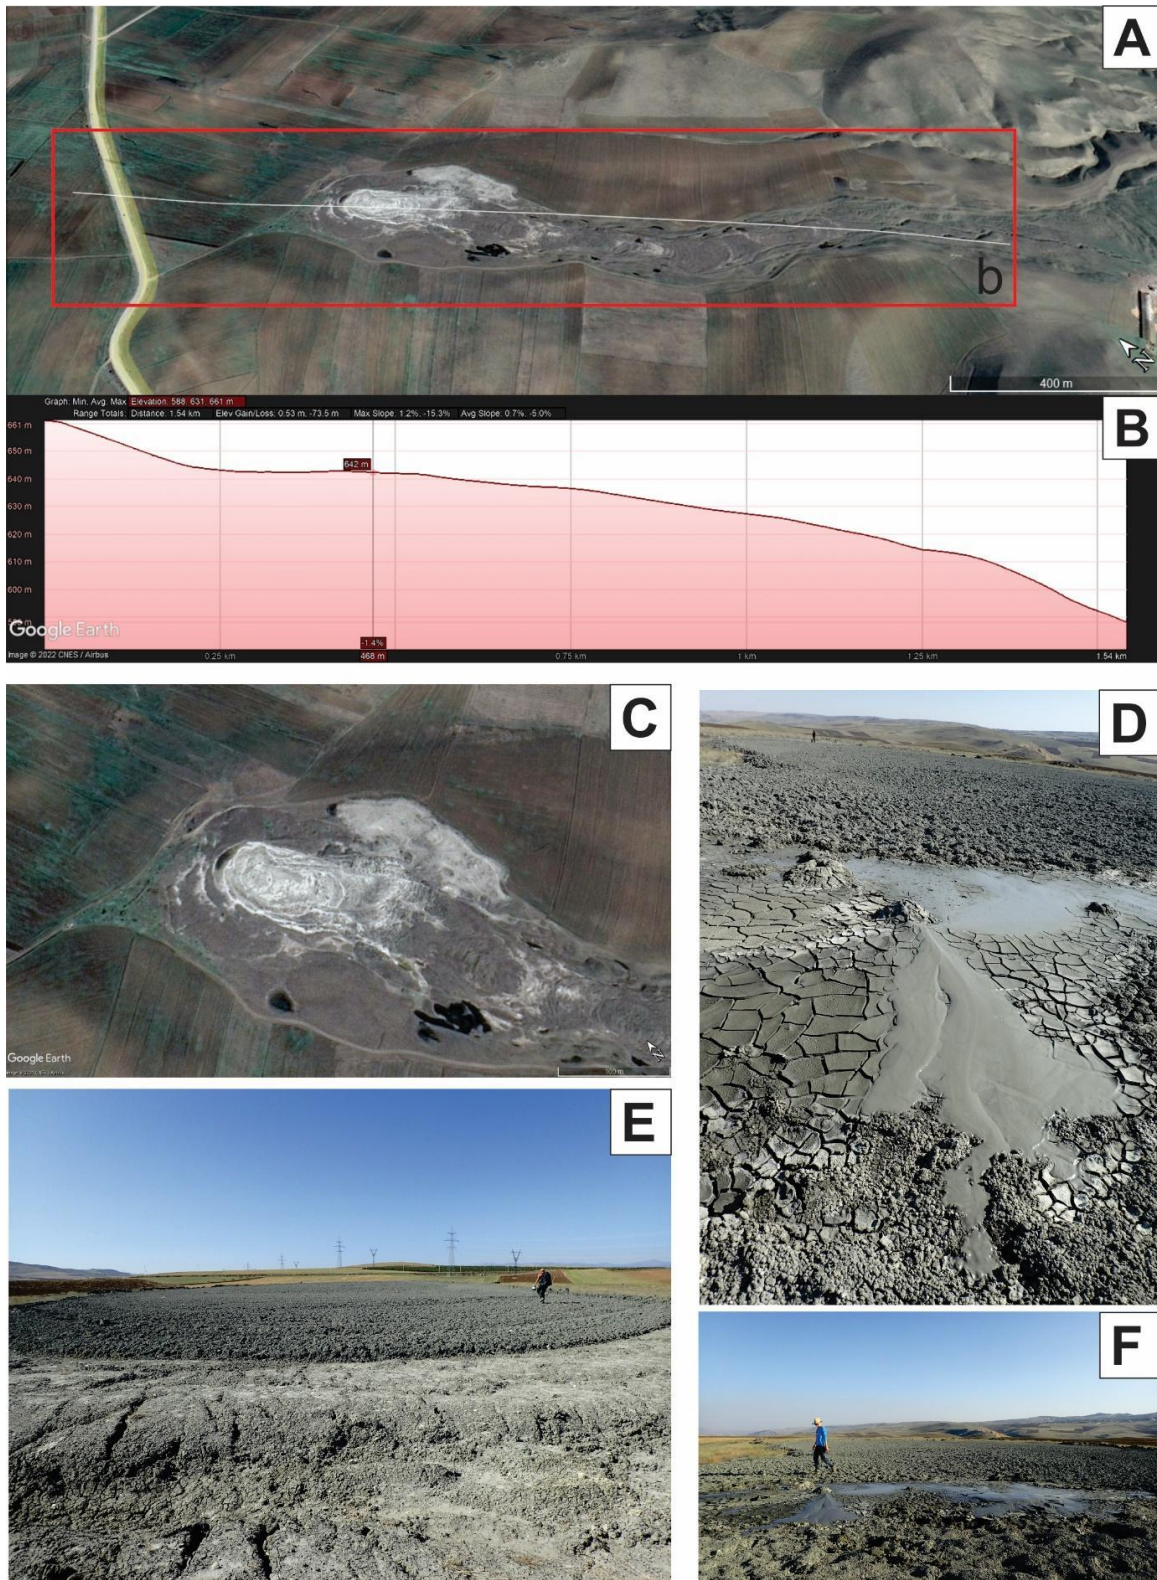 A
b
N
400 m
Graph: Min, Avg, Max Elevation: 588, 631, 661 m
Range Totals: Distance: 1.54 km Elev Gain/Loss: 0.53 m, -73.5 m Max Slope: 1.2%, -15.3% Avg Slope: 0.7%, -5.0%
B
661 m
650 m
642 m
640 m
630 m
620 m
610 m
600 m
Google Earth
-1.4%
Image © 2022 CNES / Airbus
0.25 km
468 m
0.75 km
1 km
1.25 km
1.54 km
C
D
Google Earth
N
100 m
E
F